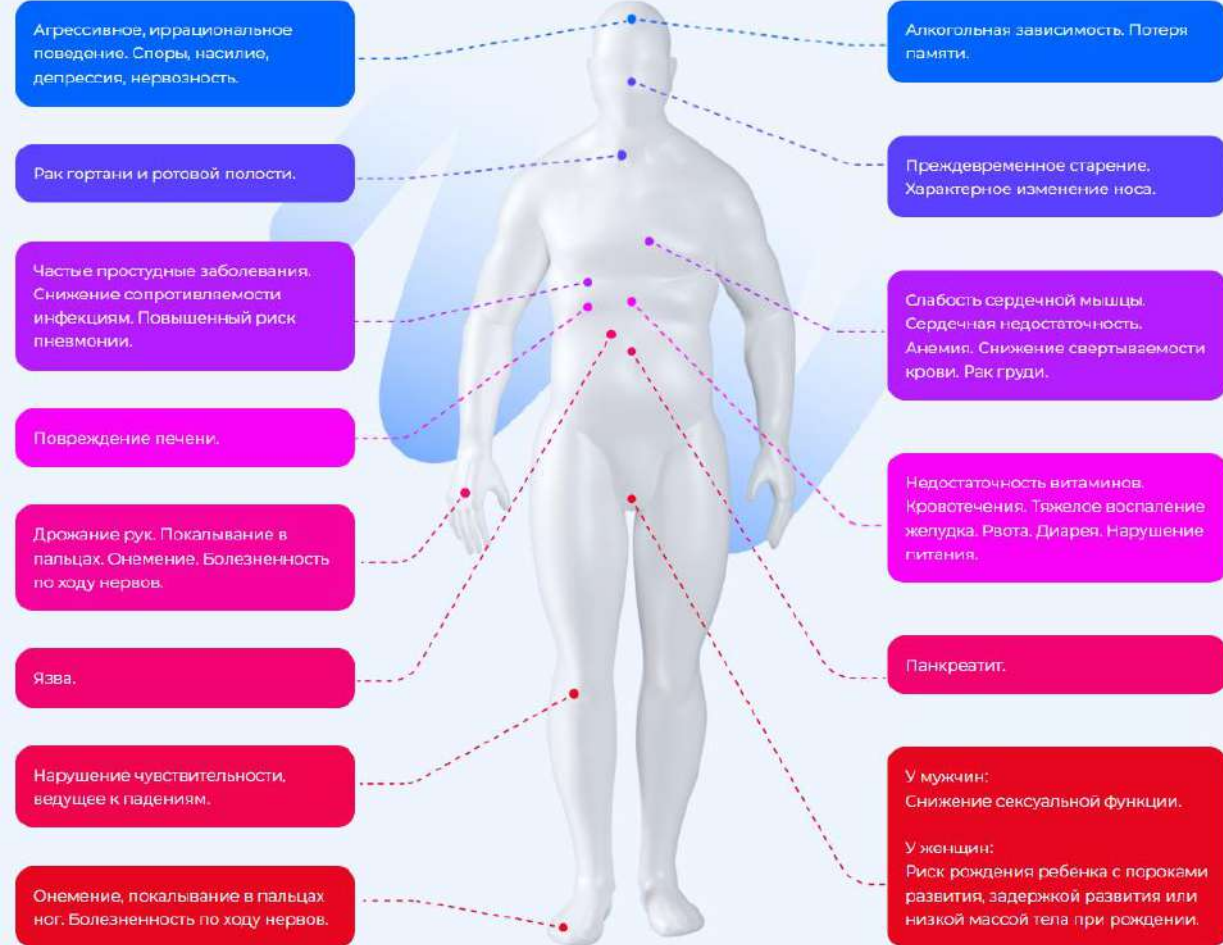 Агрессивное, иррациональное
поведение. Споры, насилие,
депрессия, нервозность.
Алкогольная зависимость. Потеря
памяти.
Рак гортани и ротовой полости.
Преждевременное старение.
Характерное изменение носа.
Частые простудные заболевания.
Снижение сопротивляемости
инфекциям. Повышенный риск
пневмонии.
Слабость сердечной мышцы.
Сердечная недостаточность.
Анемия. Снижение свертываемости
крови. Рак груди.
Повреждение печени.
Недостаточность витаминов.
Кровотечения. Тяжелое воспаление
желудка. Рвота. Диарея. Нарушение
питания.
Дрожание рук. Покалывание в
пальцах. Онемение. Болезненность
по ходу нервов.
Язва.
Панкреатит.
Нарушение чувствительности,
ведущее к падениям.
У мужчин:
Снижение сексуальной функции.
У женщин:
Риск рождения ребенка с пороками
развития, задержкой развития или
низкой массой тела при рождении.
Онемение, покалывание в пальцах
ног. Болезненность по ходу нервов.